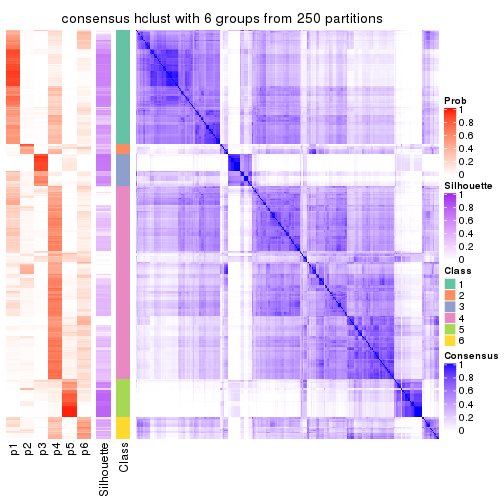 consensus hclust with 6 groups from 250 partitions
Prob
1
0.8
0.6
0.4
0.2
0
Silhouette
1
0.8
0.6
0.4
0.2
0
Class
1
2
3
4
5
6
Consensus
1
0.8
0.6
0.4
0.2
0
p1
p2
p3
p4
p5
p6
Silhouette
Class